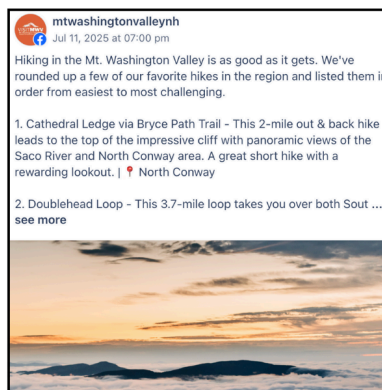 mtwashingtonvalleynh
Jul 11, 2025 at 07:00 pm
Hiking in the Mt. Washington Valley is as good as it gets. We've
rounded up a few of our favorite hikes in the region and listed them i
order from easiest to most challenging.
1. Cathedral Ledge via Bryce Path Trail - This 2-mile out & back hike
leads to the top of the impressive cliff with panoramic views of the
Saco River and North Conway area. A great short hike with a
rewarding lookout. | 📍 North Conway
2. Doublehead Loop - This 3.7-mile loop takes you over both Sout ...
see more